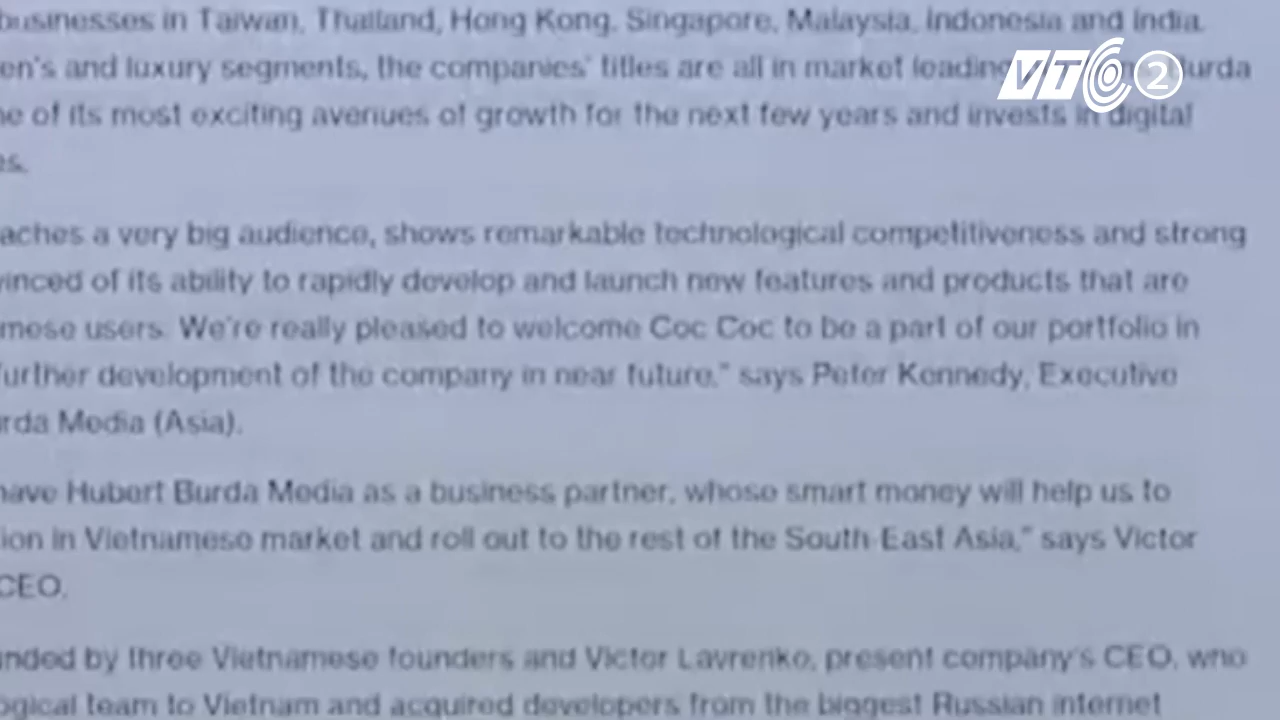 businesses in Taiwan, Thailand, Hong Kong, Singapore, Malaysia, Indonesia and India.
en's and luxury segments, the companies' titles are all in market leading urda
VTC 2
ne of its most exciting avenues of growth for the next few years and invests in digital
es.
aches a very big audience, shows remarkable technological competitiveness and strong
vinced of its ability to rapidly develop and launch new features and products that are
mese users. We're really pleased to welcome Coc Coc to be a part of our portfolio in
further development of the company in near future," says Peter Kennedy, Executive
rda Media (Asia).
have Hubert Burda Media as a business partner, whose smart money will help us to
ion in Vietnamese market and roll out to the rest of the South-East Asia," says Victor
CEO.
nded by three Vietnamese founders and Victor Lavrenko, present company's CEO, who
ogical team to Vietnam and acquired developers from the biggest Russian internet